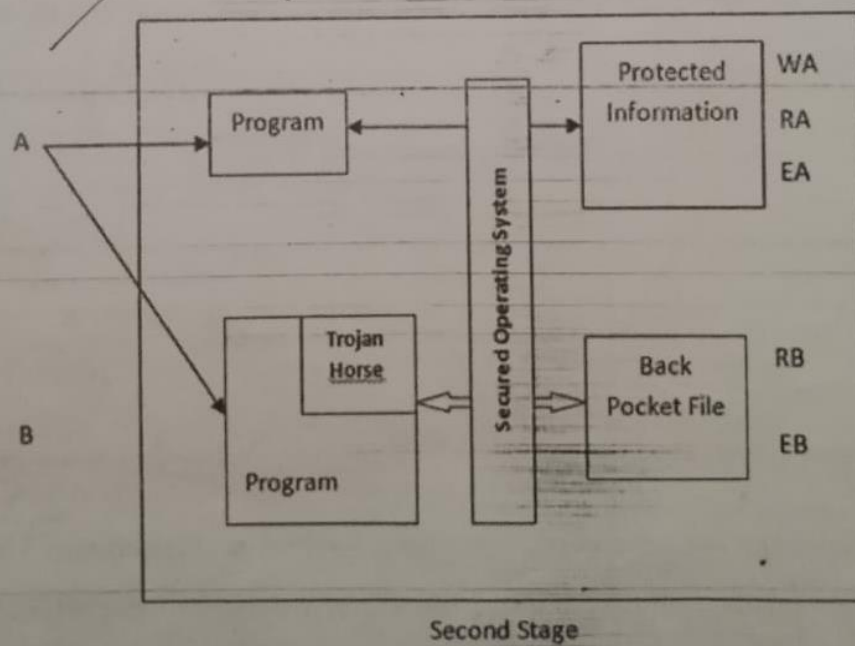 Protected
Information
WA
RA
EA
Program
A
Secured Operating System
Trojan
Horse
Program
B
Back
Pocket File
RB
EB
Second Stage